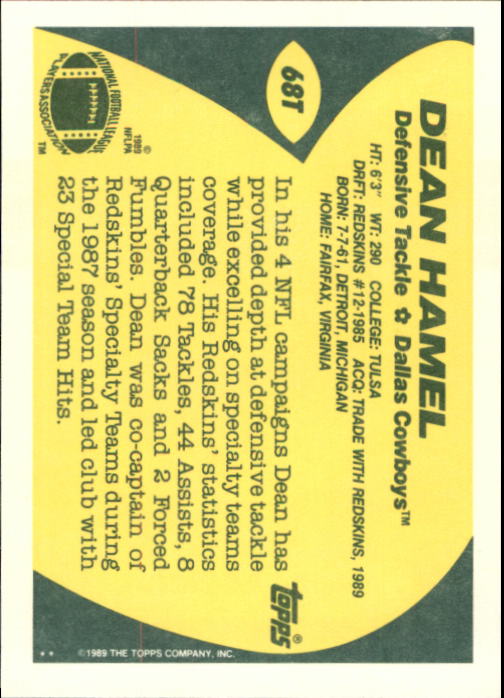 68T
DEAN HAMEL
Defensive Tackle ✩ Dallas Cowboys™
HT: 6'3" WT: 290 COLLEGE: TULSA
DRFT: REDSKINS #12-1985 ACQ: TRADE WITH REDSKINS, 1989
BORN: 7-7-61, DETROIT, MICHIGAN
HOME: FAIRFAX, VIRGINIA
In his 4 NFL campaigns Dean has
provided depth at defensive tackle
while excelling on specialty teams
coverage. His Redskins' statistics
included 78 Tackles, 44 Assists, 8
Quarterback Sacks and 2 Forced
Fumbles. Dean was co-captain of
Redskins' Specialty Teams during
the 1987 season and led club with
23 Special Team Hits.
NATIONAL FOOTBALL LEAGUE
PLAYERS ASSOCIATION
™
©
1989
NFLPA
TOPPS®
** ©1989 THE TOPPS COMPANY, INC.